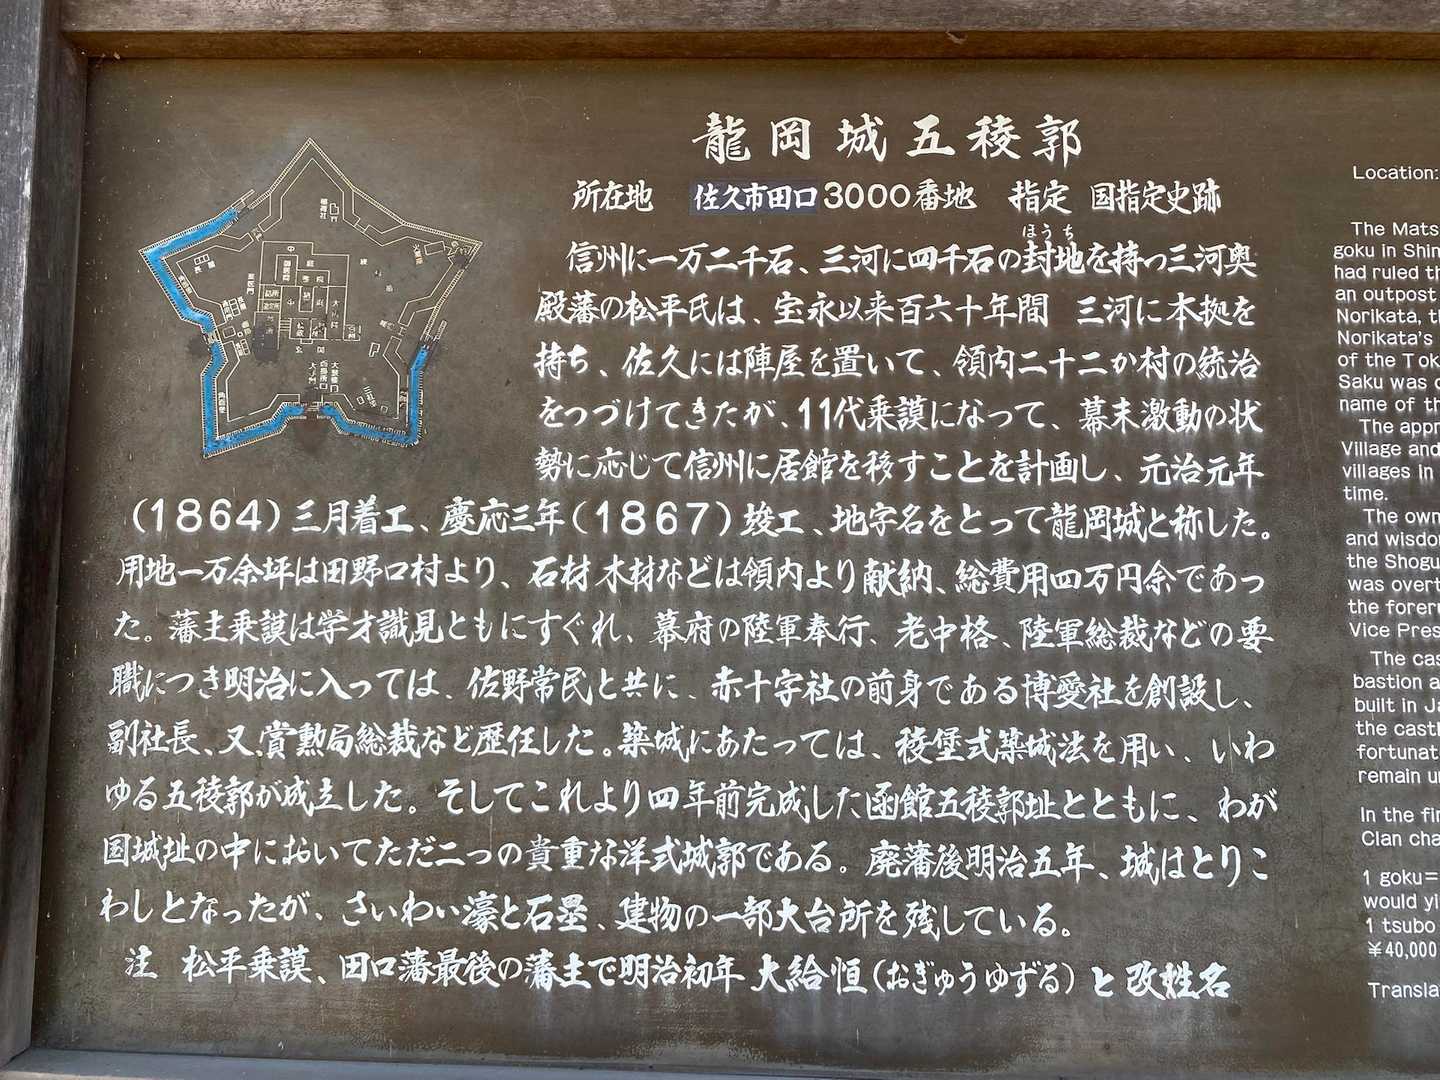 龍岡城五稜郭
所在地 佐久市田口3000番地 指定 国指定史跡
ほうち
信州に一万二千石、三河に四千石の封地を持つ三河奥
殿藩の松平氏は、宝永以来百六十年間 三河に本拠を
持ち、佐久には陣屋を置いて、領内二十二か村の統治
をつづけてきたが、11代乗謨になって、幕末激動の状
勢に応じて信州に居館を移すことを計画し、元治元年
(1864)三月着工、慶応三年(1867)竣工、地字名をとって龍岡城と称した。
用地一万余坪は田野口村より、石材木材などは領内より献納、総費用四万円余であっ
た。藩主乗謨は学才識見ともにすぐれ、幕府の陸軍奉行、老中格、陸軍総裁などの要
職につき明治に入っては、佐野常民と共に、赤十字社の前身である博愛社を創設し、
副社長、又賞勲局総裁など歴任した。築城にあたっては、稜堡式築城法を用い、いわ
ゆる五稜郭が成立した。そしてこれより四年前完成した函館五稜郭址とともに、わが
国城址の中においてただ二つの貴重な洋式城郭である。廃藩後明治五年、城はとりこ
わしとなったが、さいわい濠と石塁、建物の一部大台所を残している。
注 松平乗謨、田口藩最後の藩主で明治初年 大給恒(おぎゅうゆずる)と改姓名
Location:
The Mats
goku in Shin
had ruled th
an outpost
Norikata, th
Norikata's
of the Tok
Saku was c
name of th
The appr
Village and
villages in
time.
The own
and wisdo
the Shogu
was overt
the foreru
Vice Pres
The cas
bastion a
built in Ja
the castl
fortunat
remain u
In the fir
Clan cha
1 goku=
would yi
1 tsubo
¥40,000
Transla